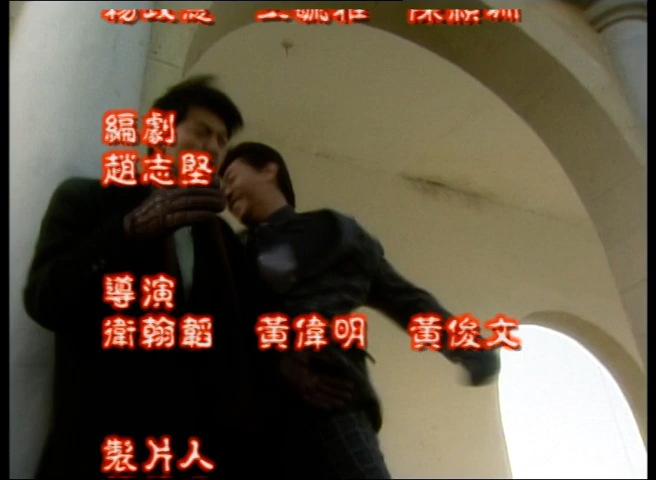 編劇
趙志堅
導演
衛翰韜 黃偉明 黃俊文
製片人